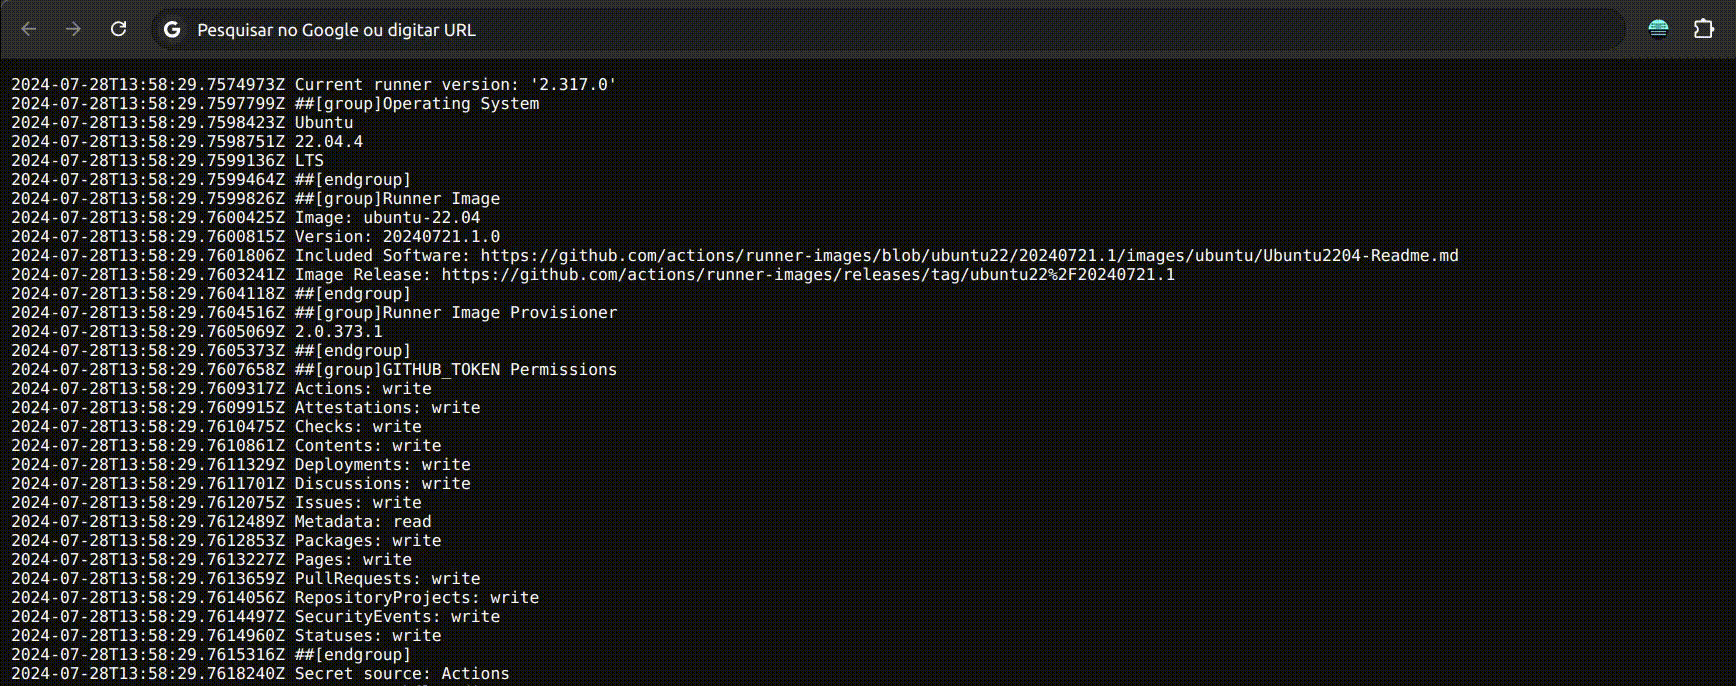 Pesquisar no Google ou digitar URL
2024-07-28T13:58:29.7574973Z Current runner version: '2.317.0'
2024-07-28T13:58:29.7597799Z ##[group]Operating System
2024-07-28T13:58:29.7598423Z Ubuntu
2024-07-28T13:58:29.7598751Z 22.04.4
2024-07-28T13:58:29.7599136Z LTS
2024-07-28T13:58:29.7599464Z ##[endgroup]
2024-07-28T13:58:29.7599826Z ##[group]Runner Image
2024-07-28T13:58:29.7600425Z Image: ubuntu-22.04
2024-07-28T13:58:29.7600815Z Version: 20240721.1.0
2024-07-28T13:58:29.7601806Z Included Software: https://github.com/actions/runner-images/blob/ubuntu22/20240721.1/images/ubuntu/Ubuntu2204-Readme.md
2024-07-28T13:58:29.7603241Z Image Release: https://github.com/actions/runner-images/releases/tag/ubuntu22%2F20240721.1
2024-07-28T13:58:29.7604118Z ##[endgroup]
2024-07-28T13:58:29.7604516Z ##[group]Runner Image Provisioner
2024-07-28T13:58:29.7605069Z 2.0.373.1
2024-07-28T13:58:29.7605373Z ##[endgroup]
2024-07-28T13:58:29.7607658Z ##[group]GITHUB_TOKEN Permissions
2024-07-28T13:58:29.7609317Z Actions: write
2024-07-28T13:58:29.7609915Z Attestations: write
2024-07-28T13:58:29.7610475Z Checks: write
2024-07-28T13:58:29.7610861Z Contents: write
2024-07-28T13:58:29.7611329Z Deployments: write
2024-07-28T13:58:29.7611701Z Discussions: write
2024-07-28T13:58:29.7612075Z Issues: write
2024-07-28T13:58:29.7612489Z Metadata: read
2024-07-28T13:58:29.7612853Z Packages: write
2024-07-28T13:58:29.7613227Z Pages: write
2024-07-28T13:58:29.7613659Z PullRequests: write
2024-07-28T13:58:29.7614056Z RepositoryProjects: write
2024-07-28T13:58:29.7614497Z SecurityEvents: write
2024-07-28T13:58:29.7614960Z Statuses: write
2024-07-28T13:58:29.7615316Z ##[endgroup]
2024-07-28T13:58:29.7618240Z Secret source: Actions